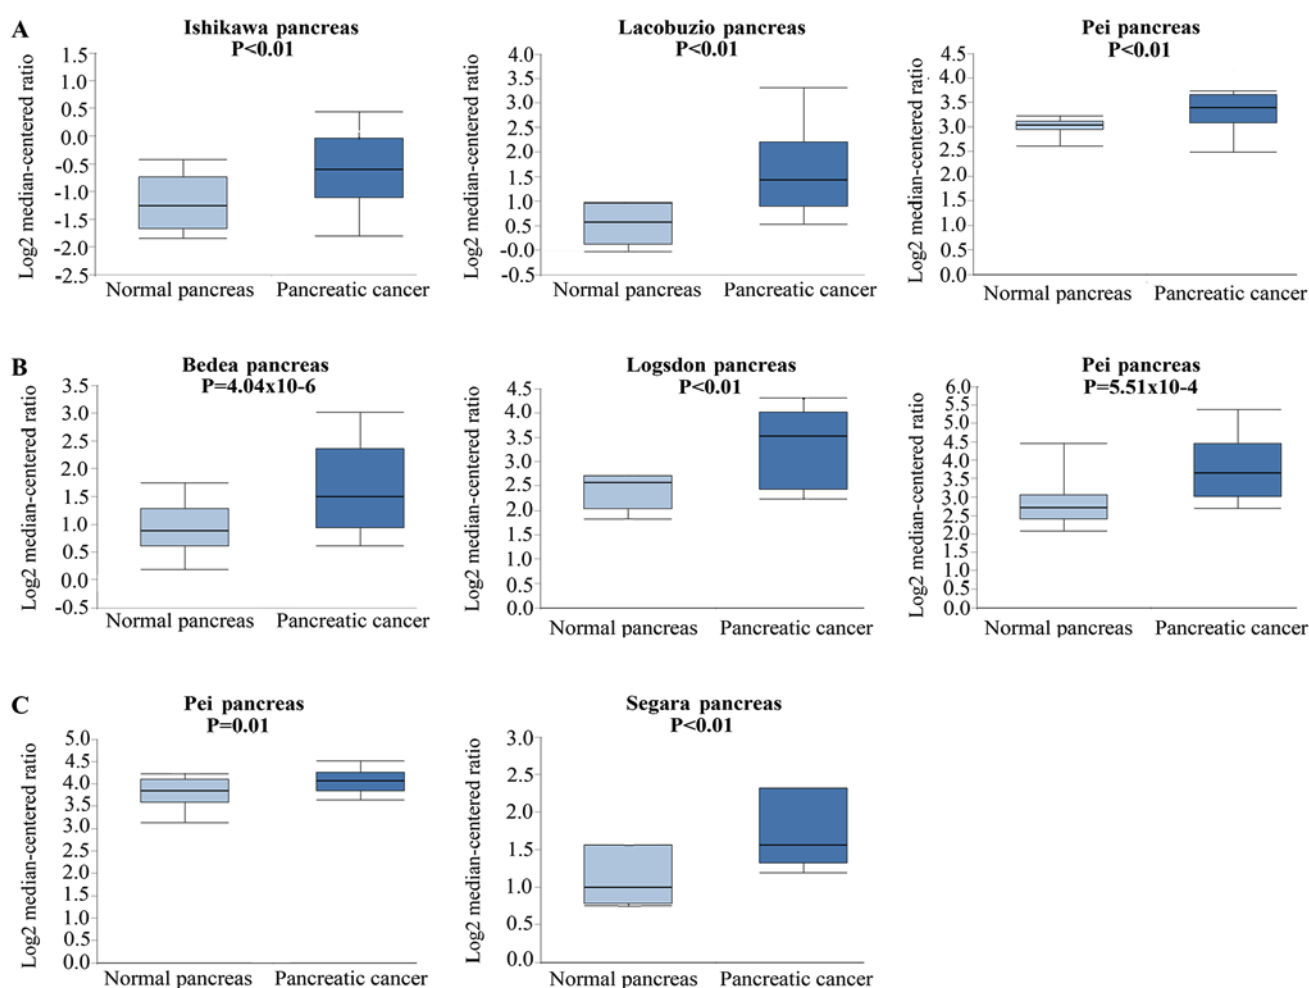 A
Ishikawa pancreas
P<0.01
Log2 median-centered ratio
1.5
1.0
0.5
0.0
-0.5
-1.0
-1.5
-2.0
-2.5
Normal pancreas
Pancreatic cancer
Lacobuzio pancreas
P<0.01
Log2 median-centered ratio
4.0
3.5
3.0
2.5
2.0
1.5
1.0
0.5
-0.0
-0.5
Normal pancreas
Pancreatic cancer
Pei pancreas
P<0.01
Log2 median-centered ratio
4.5
4.0
3.5
3.0
2.5
2.0
1.5
1.0
0.5
0.0
Normal pancreas
Pancreatic cancer
B
Bedea pancreas
P=4.04x10-6
Log2 median-centered ratio
3.5
3.0
2.5
2.0
1.5
1.0
0.5
0.0
-0.5
Normal pancreas
Pancreatic cancer
Logsdon pancreas
P<0.01
Log2 median-centered ratio
4.5
4.0
3.5
3.0
2.5
2.0
1.5
1.0
0.5
0.0
Normal pancreas
Pancreatic cancer
Pei pancreas
P=5.51x10-4
Log2 median-centered ratio
6.0
5.5
5.0
4.5
4.0
3.5
3.0
2.5
2.0
1.5
1.0
0.5
0.0
Normal pancreas
Pancreatic cancer
C
Pei pancreas
P=0.01
Log2 median-centered ratio
5.0
4.5
4.0
3.5
3.0
2.5
2.0
1.5
1.0
0.5
0.0
Normal pancreas
Pancreatic cancer
Segara pancreas
P<0.01
Log2 median-centered ratio
3.0
2.5
2.0
1.5
1.0
0.5
0.0
Normal pancreas
Pancreatic cancer